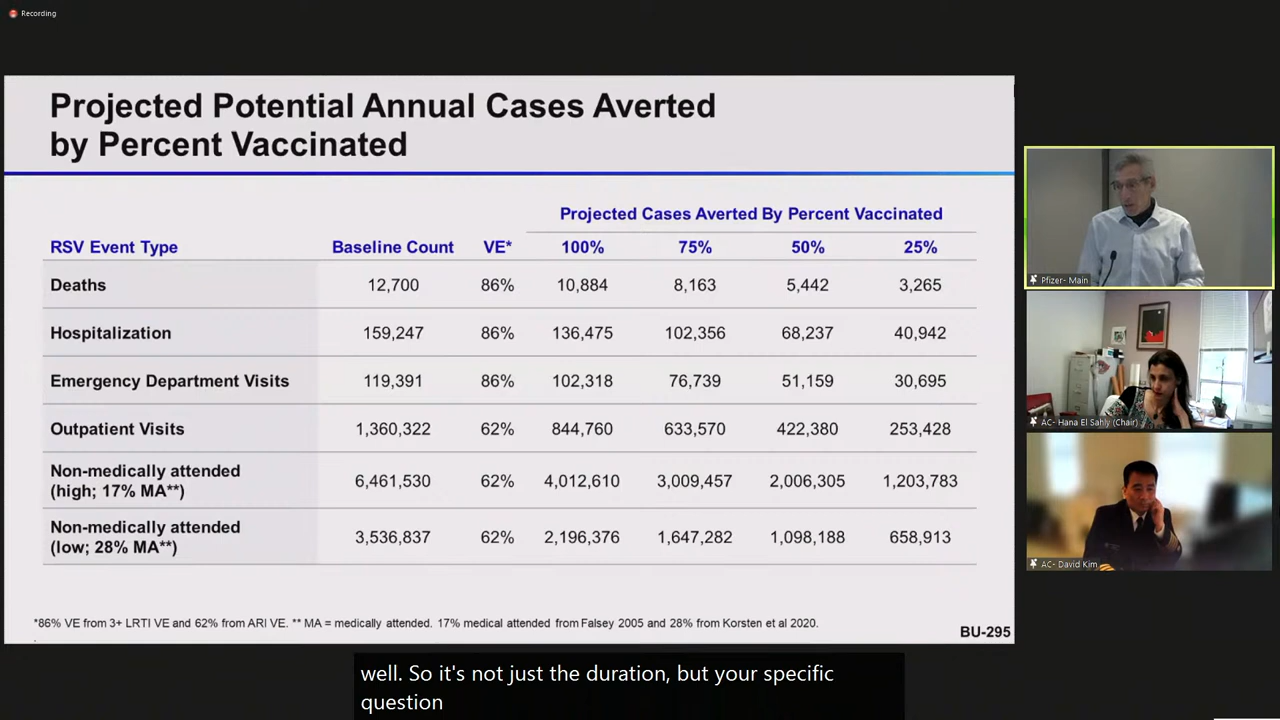 Recording
Projected Potential Annual Cases Averted
by Percent Vaccinated
Projected Cases Averted By Percent Vaccinated
RSV Event Type Baseline Count VE* 100% 75% 50% 25%
Deaths 12,700 86% 10,884 8,163 5,442 3,265
Hospitalization 159,247 86% 136,475 102,356 68,237 40,942
Emergency Department Visits 119,391 86% 102,318 76,739 51,159 30,695
Outpatient Visits 1,360,322 62% 844,760 633,570 422,380 253,428
Non-medically attended
(high; 17% MA**) 6,461,530 62% 4,012,610 3,009,457 2,006,305 1,203,783
Non-medically attended
(low; 28% MA**) 3,536,837 62% 2,196,376 1,647,282 1,098,188 658,913
*86% VE from 3+ LRTI VE and 62% from ARI VE. ** MA = medically attended. 17% medical attended from Falsey 2005 and 28% from Korsten et al 2020.
BU-295
Pfizer- Main
AC- Hana El Sahly (Chair)
AC- David Kim
well. So it's not just the duration, but your specific
question